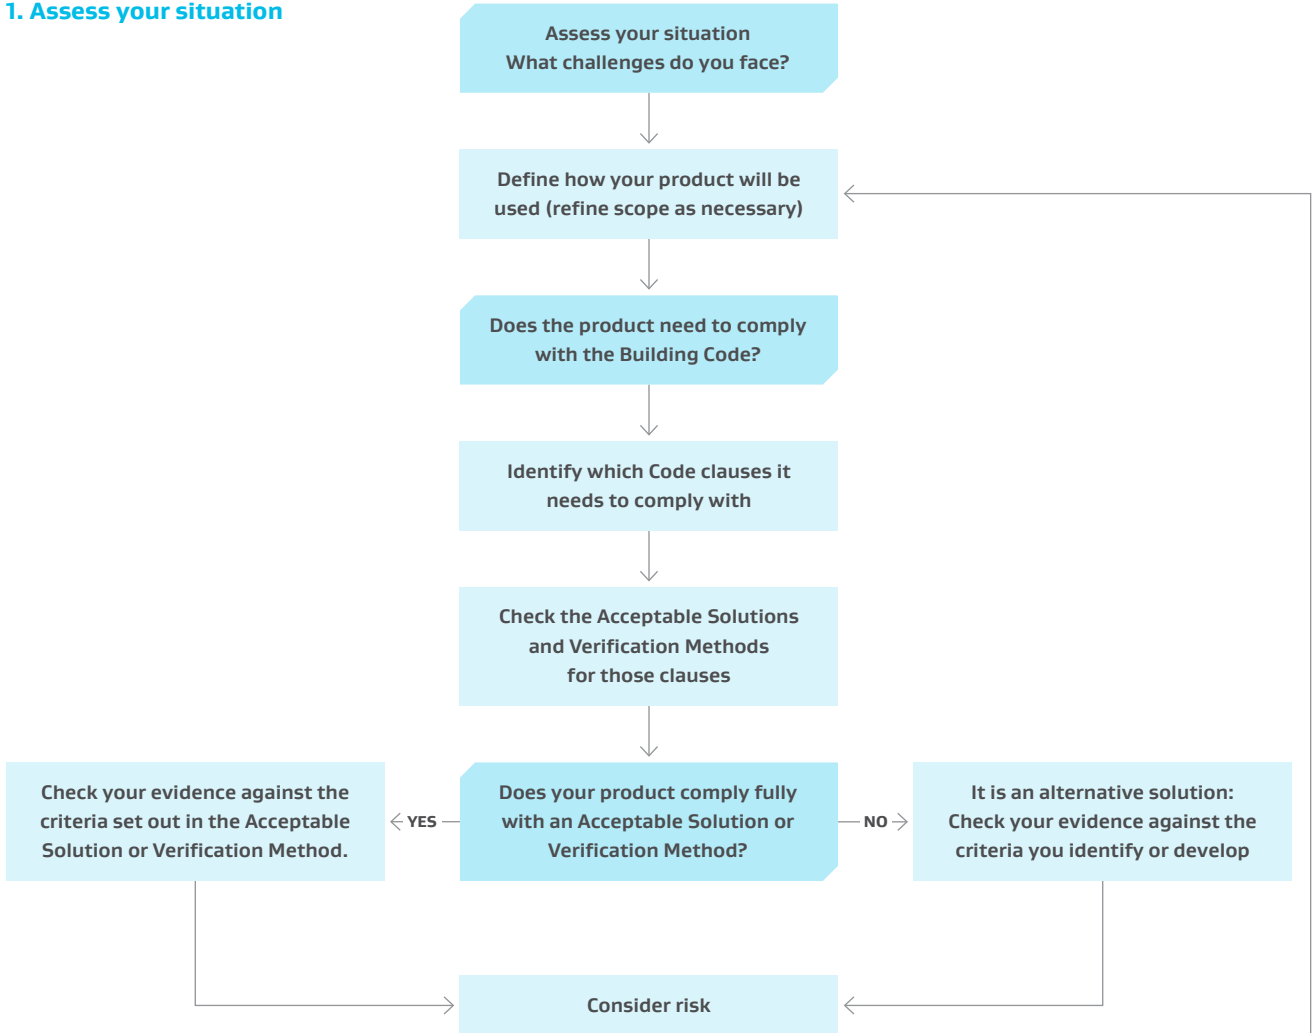 1. Assess your situation
Assess your situation
What challenges do you face?
Define how your product will be
used (refine scope as necessary)
Does the product need to comply
with the Building Code?
Identify which Code clauses it
needs to comply with
Check the Acceptable Solutions
and Verification Methods
for those clauses
Check your evidence against the
criteria set out in the Acceptable
Solution or Verification Method.
YES
Does your product comply fully
with an Acceptable Solution or
Verification Method?
NO
It is an alternative solution:
Check your evidence against the
criteria you identify or develop
Consider risk